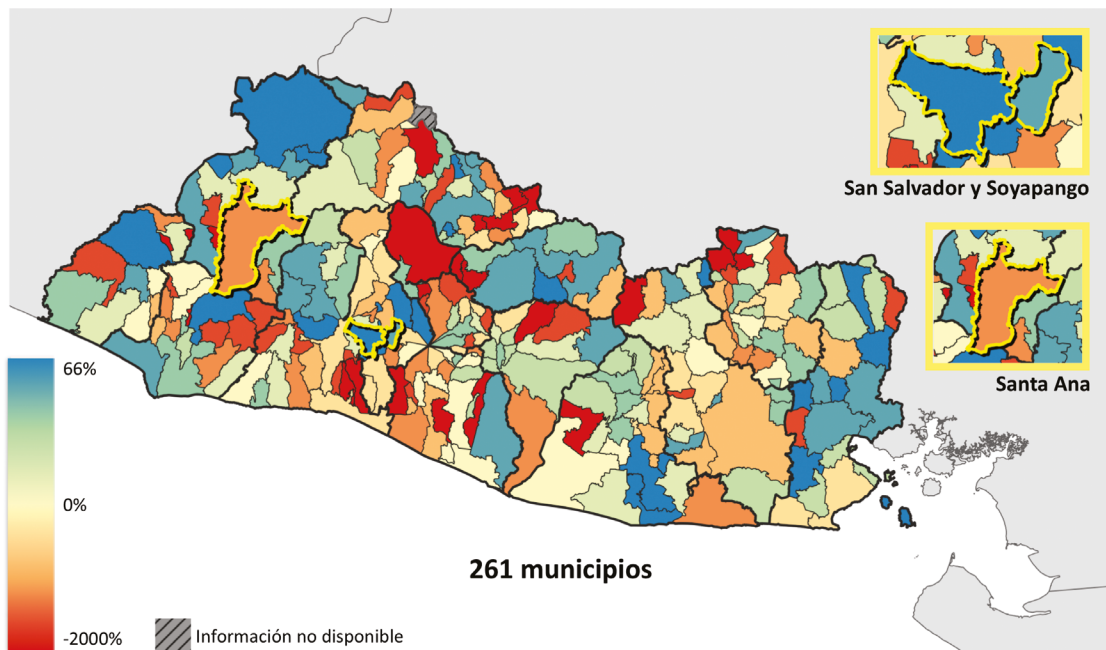 San Salvador y Soyapango
Santa Ana
66%
0%
-2000%
261 municipios
Información no disponible